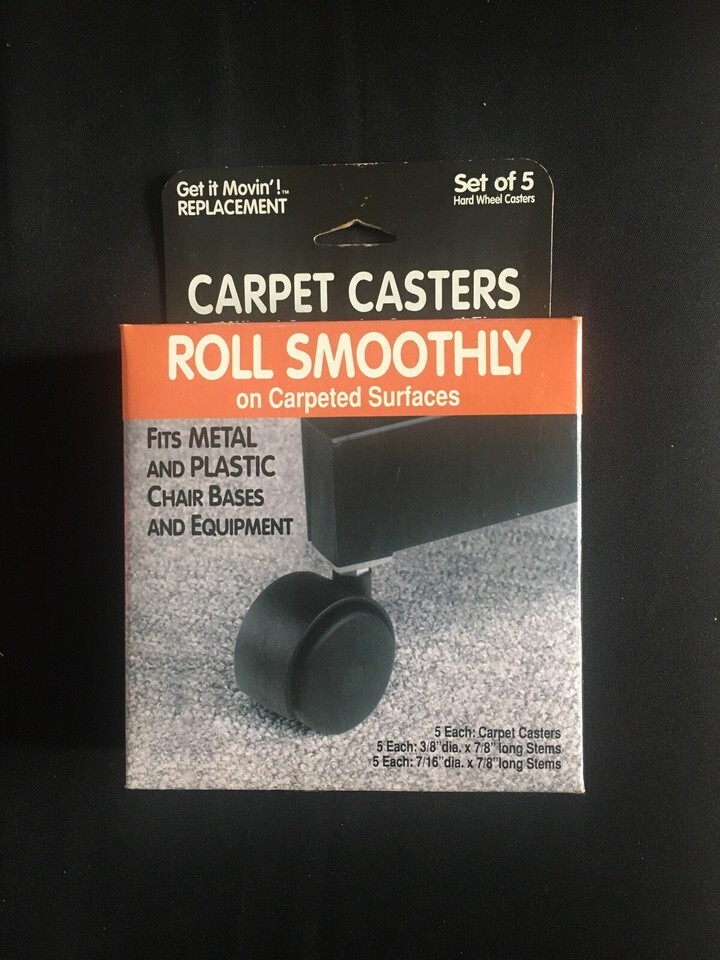 Get it Movin'!™
REPLACEMENT
Set of 5
Hard Wheel Casters
CARPET CASTERS
ROLL SMOOTHLY
on Carpeted Surfaces
FITS METAL
AND PLASTIC
CHAIR BASES
AND EQUIPMENT
5 Each: Carpet Casters
5 Each: 3/8"dia. x 7/8"long Stems
5 Each: 7/16"dia. x 7/8"long Stems